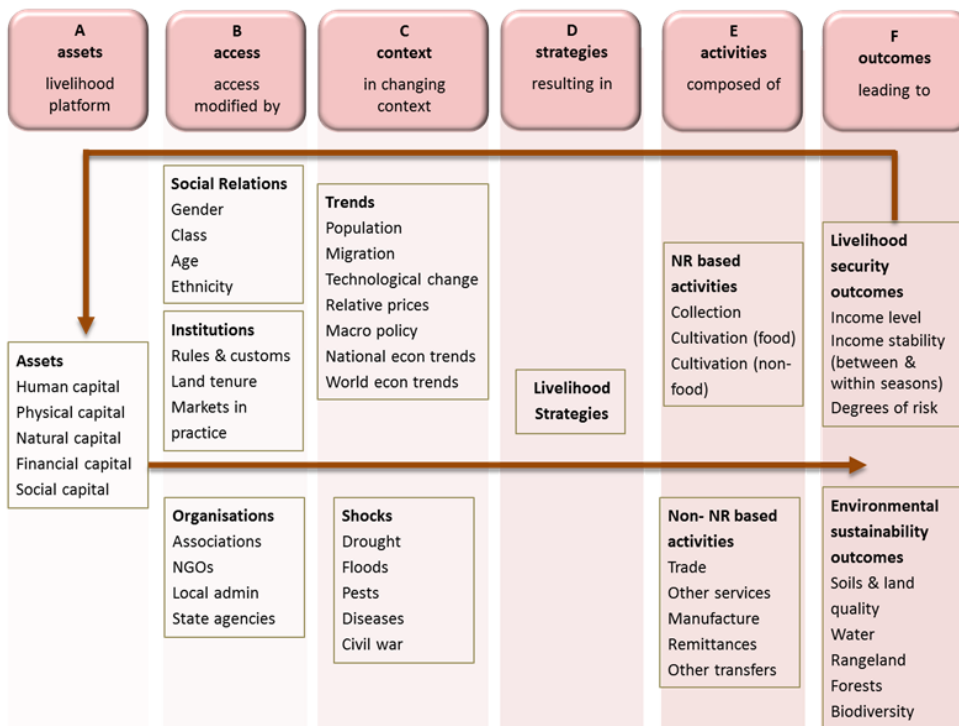 A
assets
livelihood
platform
B
access
access
modified by
C
context
in changing
context
D
strategies
resulting in
E
activities
composed of
F
outcomes
leading to
Assets
Human capital
Physical capital
Natural capital
Financial capital
Social capital
Social Relations
Gender
Class
Age
Ethnicity
Institutions
Rules & customs
Land tenure
Markets in
practice
Organisations
Associations
NGOs
Local admin
State agencies
Trends
Population
Migration
Technological change
Relative prices
Macro policy
National econ trends
World econ trends
Shocks
Drought
Floods
Pests
Diseases
Civil war
Livelihood
Strategies
NR based
activities
Collection
Cultivation (food)
Cultivation (non-
food)
Non- NR based
activities
Trade
Other services
Manufacture
Remittances
Other transfers
Livelihood
security
outcomes
Income level
Income stability
(between &
within seasons)
Degrees of risk
Environmental
sustainability
outcomes
Soils & land
quality
Water
Rangeland
Forests
Biodiversity